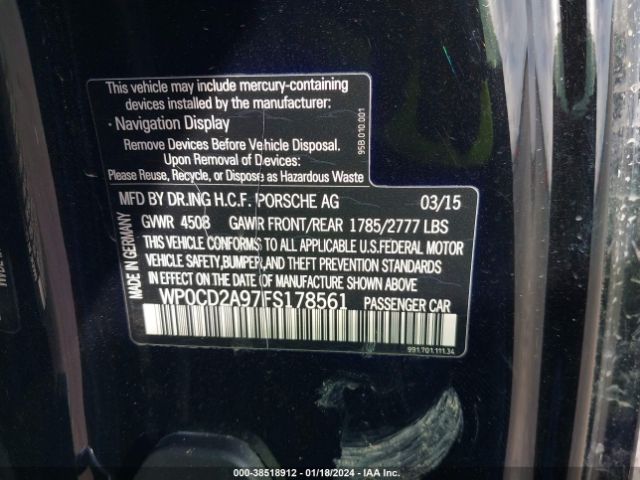 This vehicle may include mercury-containing
devices installed by the manufacturer:
· Navigation Display
Remove Devices Before Vehicle Disposal.
Upon Removal of Devices:
Please Reuse, Recycle, or Dispose as Hazardous Waste
95B.010.001
MFD BY DR.ING H.C.F. PORSCHE AG 03/15
GVWR 4508 GAWR FRONT/REAR 1785/2777 LBS
THIS VEHICLE CONFORMS TO ALL APPLICABLE U.S.FEDERAL MOTOR
VEHICLE SAFETY,BUMPER,AND THEFT PREVENTION STANDARDS
IN EFFECT ON THE DATE OF MANUFACTURE SHOWN ABOVE.
WP0CD2A97FS178561 PASSENGER CAR
MADE IN GERMANY
991.701.111.34
000-38518912 - 01/18/2024 - IAA Inc.